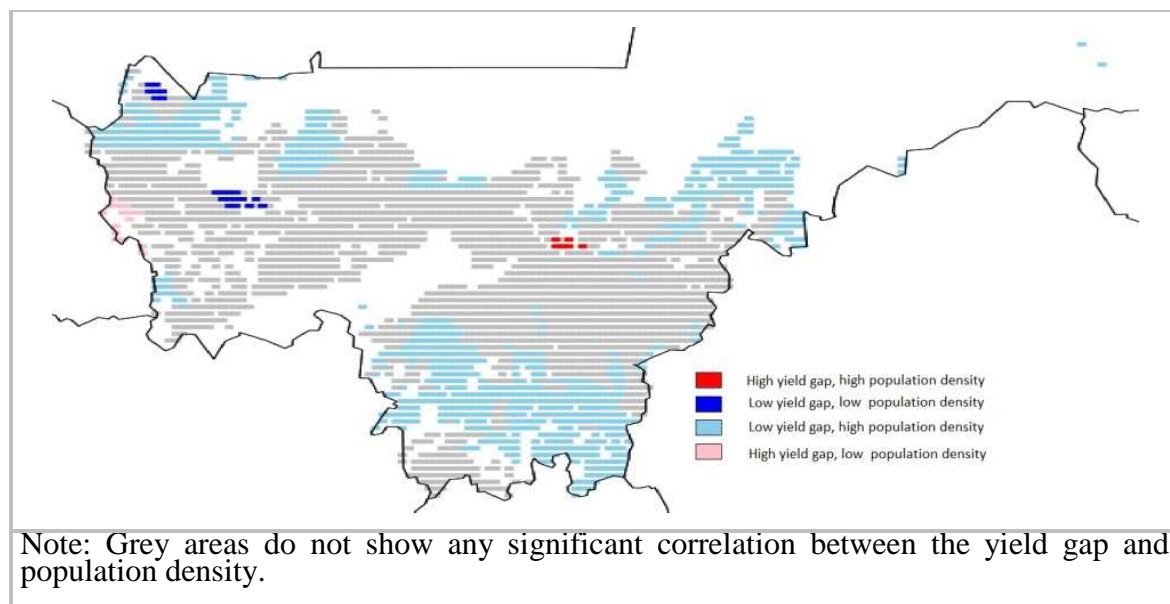 High yield gap, high population density
Low yield gap, low population density
Low yield gap, high population density
High yield gap, low population density
Note: Grey areas do not show any significant correlation between the yield gap and
population density.